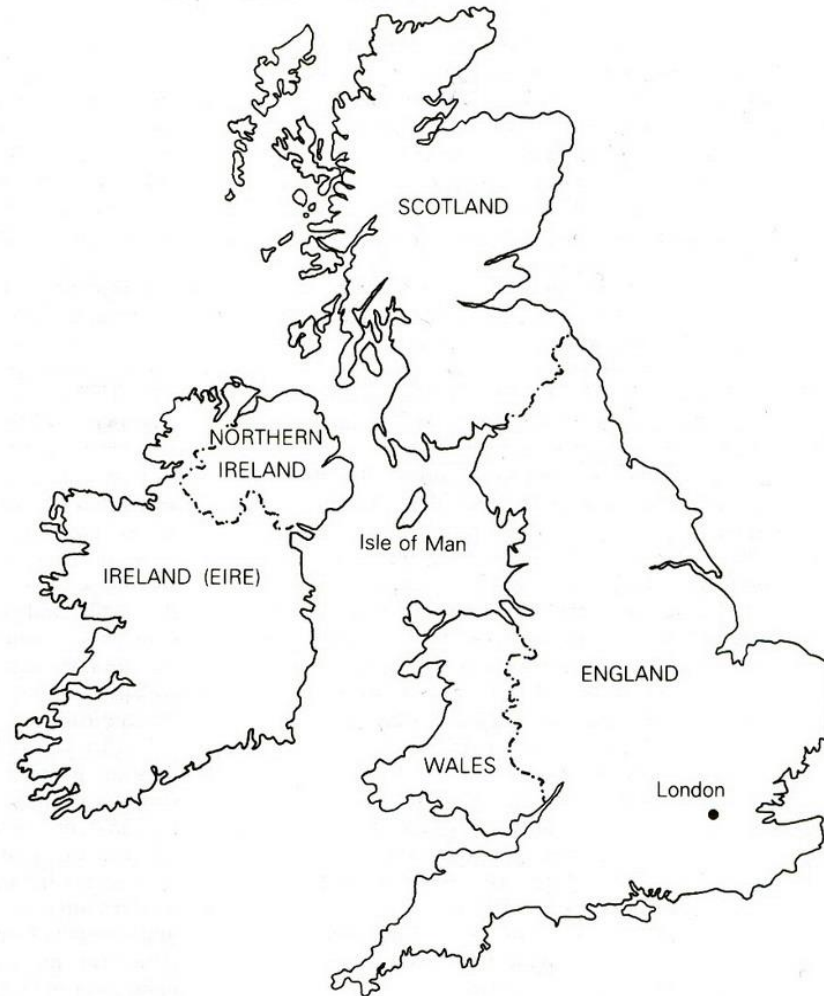 SCOTLAND
NORTHERN
IRELAND
Isle of Man
IRELAND (EIRE)
ENGLAND
WALES
London